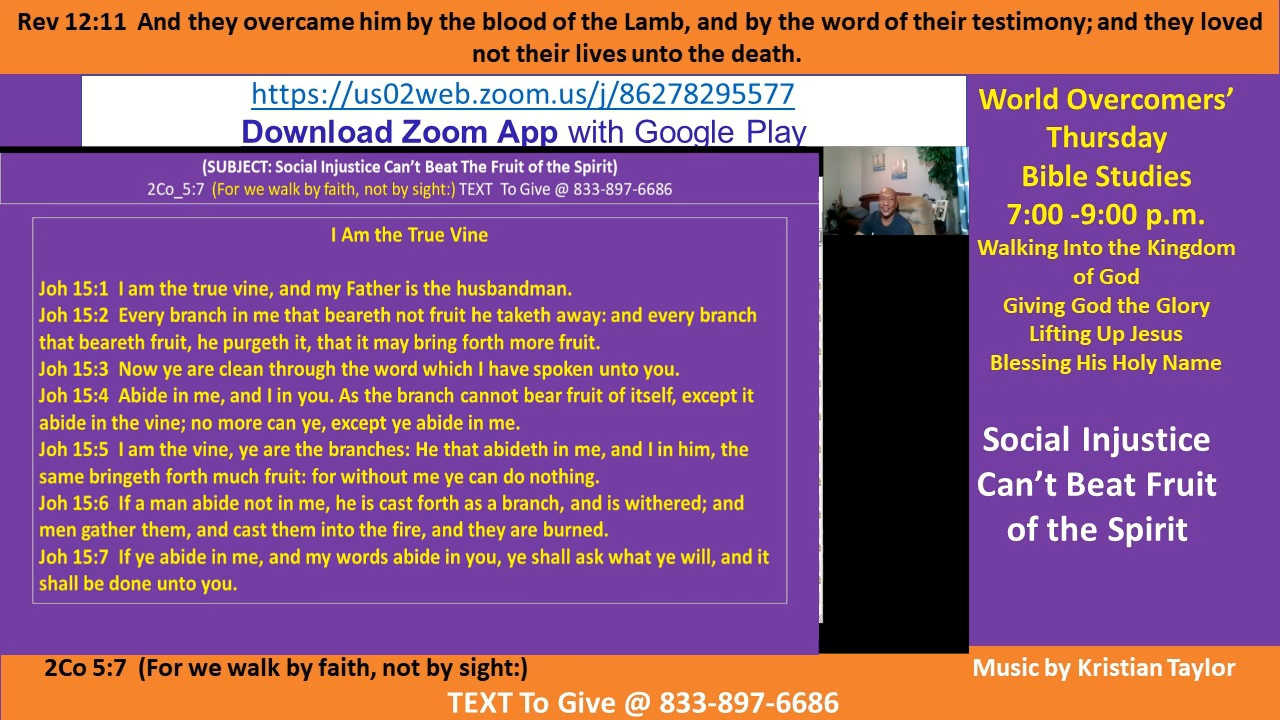 Rev 12:11  And they overcame him by the blood of the Lamb, and by the word of their testimony; and they loved
not their lives unto the death.
https://us02web.zoom.us/j/86278295577
Download Zoom App with Google Play
(SUBJECT: Social Injustice Can’t Beat The Fruit of the Spirit)
2Co_5:7  (For we walk by faith, not by sight:) TEXT  To Give @ 833-897-6686
I Am the True Vine
Joh 15:1  I am the true vine, and my Father is the husbandman.
Joh 15:2  Every branch in me that beareth not fruit he taketh away: and every branch
that beareth fruit, he purgeth it, that it may bring forth more fruit.
Joh 15:3  Now ye are clean through the word which I have spoken unto you.
Joh 15:4  Abide in me, and I in you. As the branch cannot bear fruit of itself, except it
abide in the vine; no more can ye, except ye abide in me.
Joh 15:5  I am the vine, ye are the branches: He that abideth in me, and I in him, the
same bringeth forth much fruit: for without me ye can do nothing.
Joh 15:6  If a man abide not in me, he is cast forth as a branch, and is withered; and
men gather them, and cast them into the fire, and they are burned.
Joh 15:7  If ye abide in me, and my words abide in you, ye shall ask what ye will, and it
shall be done unto you.
World Overcomers’
Thursday
Bible Studies
7:00 -9:00 p.m.
Walking Into the Kingdom
of God
Giving God the Glory
Lifting Up Jesus
Blessing His Holy Name
Social Injustice
Can’t Beat Fruit
of the Spirit
2Co 5:7  (For we walk by faith, not by sight:)
Music by Kristian Taylor
TEXT To Give @ 833-897-6686